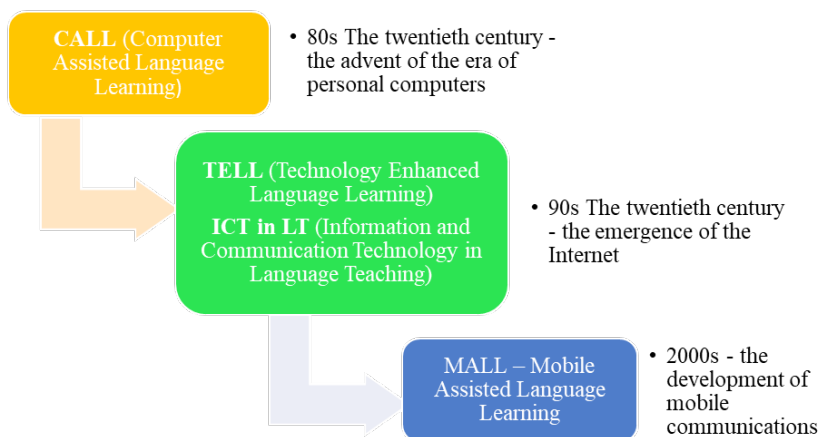 CALL (Computer
Assisted Language
Learning)
• 80s The twentieth century -
the advent of the era of
personal computers
TELL (Technology Enhanced
Language Learning)
ICT in LT (Information and
Communication Technology in
Language Teaching)
• 90s The twentieth century
- the emergence of the
Internet
MALL – Mobile
Assisted Language
Learning
• 2000s - the
development of
mobile
communications